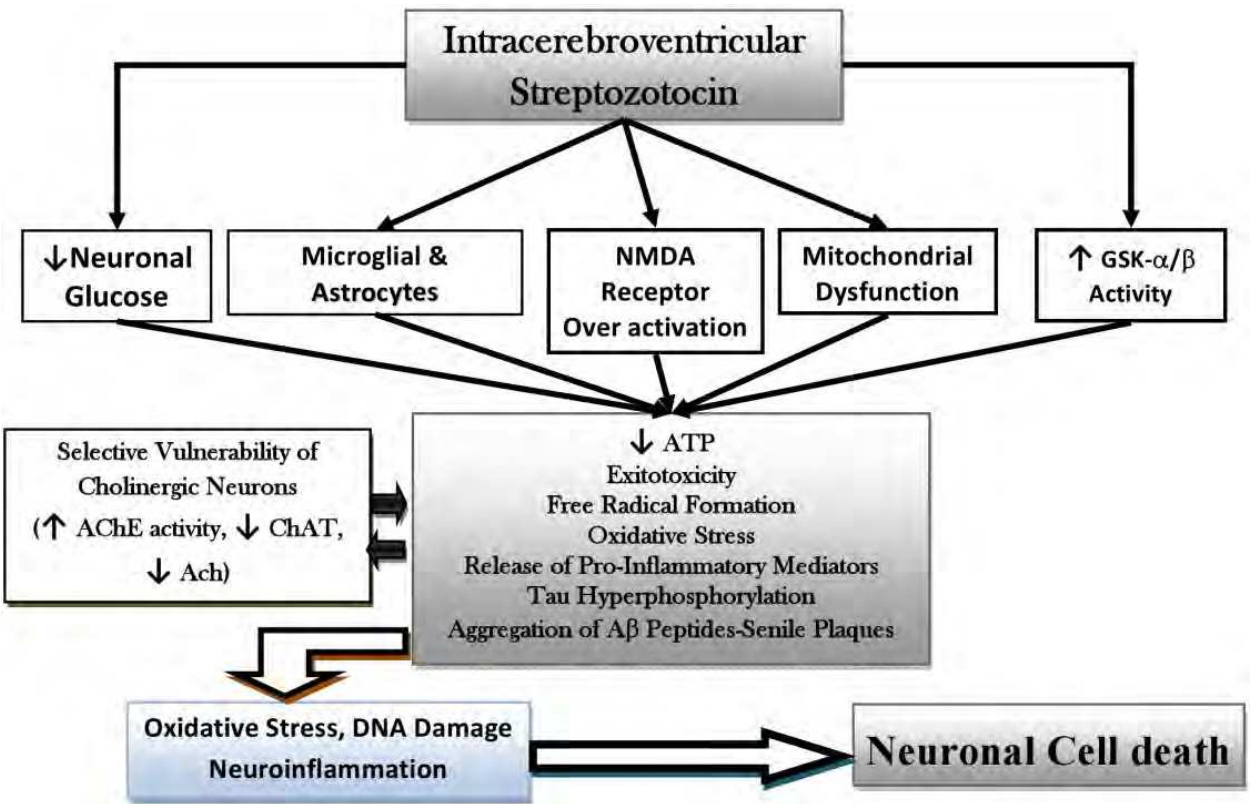 Intracerebroventricular
Streptozotocin
↓Neuronal
Glucose
Microglial &
Astrocytes
NMDA
Receptor
Over activation
Mitochondrial
Dysfunction
↑ GSK-α/β
Activity
Selective Vulnerability of
Cholinergic Neurons
(↑ AChE activity, ↓ ChAT,
↓ Ach)
↓ ATP
Exitotoxicity
Free Radical Formation
Oxidative Stress
Release of Pro-Inflammatory Mediators
Tau Hyperphosphorylation
Aggregation of Aβ Peptides-Senile Plaques
Oxidative Stress, DNA Damage
Neuroinflammation
Neuronal Cell death